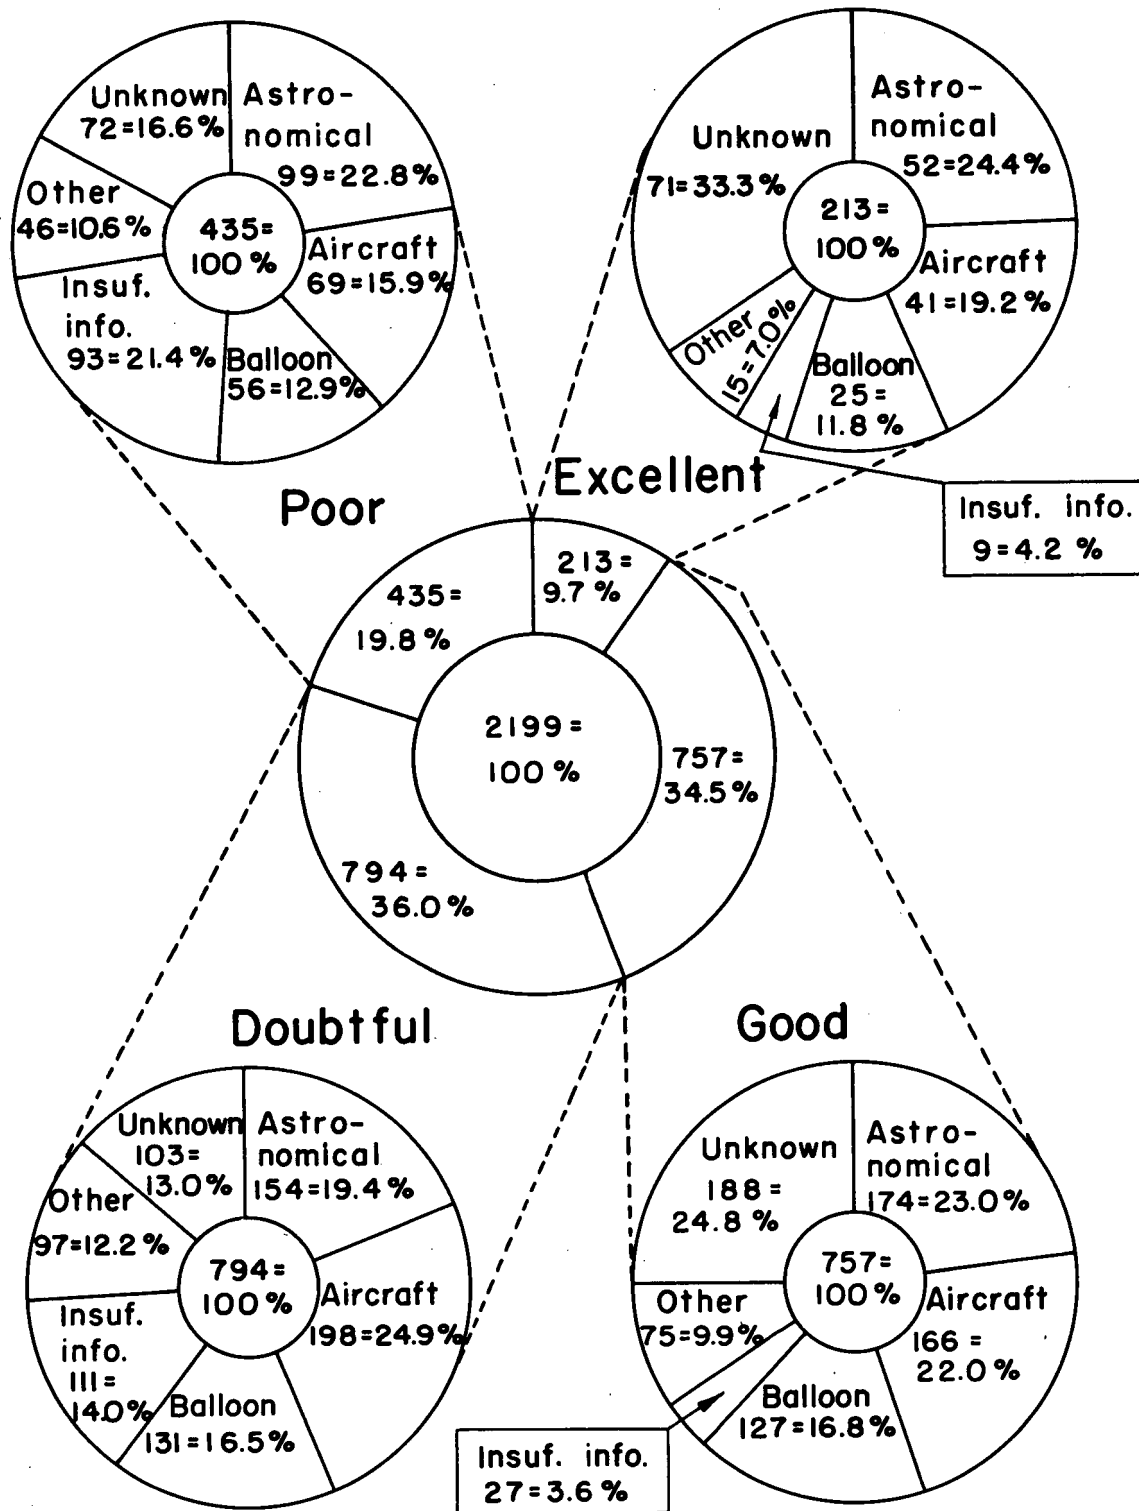 Unknown
72=16.6%
Astro-
nomical
99=22.8%
Other
46=10.6%
435=
100%
Aircraft
69=15.9%
Insuf.
info.
93=21.4%
Balloon
56=12.9%
Unknown
71=33.3%
Astro-
nomical
52=24.4%
213=
100%
Aircraft
41=19.2%
Other
15=7.0%
Balloon
25=
11.8%
Insuf. info.
9=4.2%
Poor
Excellent
435=
19.8%
213=
9.7%
2199=
100%
757=
34.5%
794=
36.0%
Doubtful
Good
Unknown
103=
13.0%
Astro-
nomical
154=19.4%
Other
97=12.2%
794=
100%
Aircraft
198=24.9%
Insuf.
info.
111=
14.0%
Balloon
131=16.5%
Unknown
188=
24.8%
Astro-
nomical
174=23.0%
Other
75=9.9%
757=
100%
Aircraft
166=
22.0%
Balloon
127=16.8%
Insuf. info.
27=3.6%